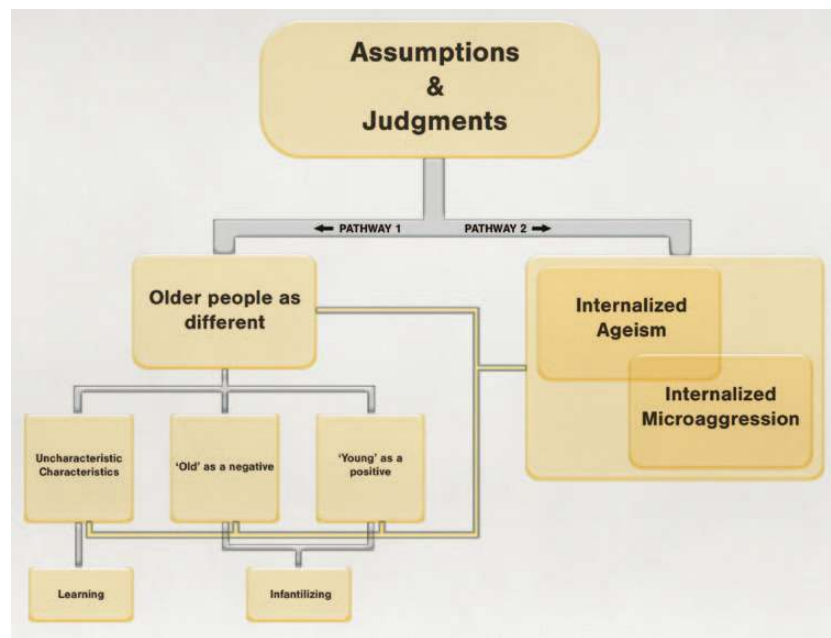 Assumptions
&
Judgments
← PATHWAY 1
PATHWAY 2 →
Older people as
different
Internalized
Ageism
Internalized
Microaggression
Uncharacteristic
Characteristics
‘Old’ as a negative
‘Young’ as a
positive
Learning
Infantilizing